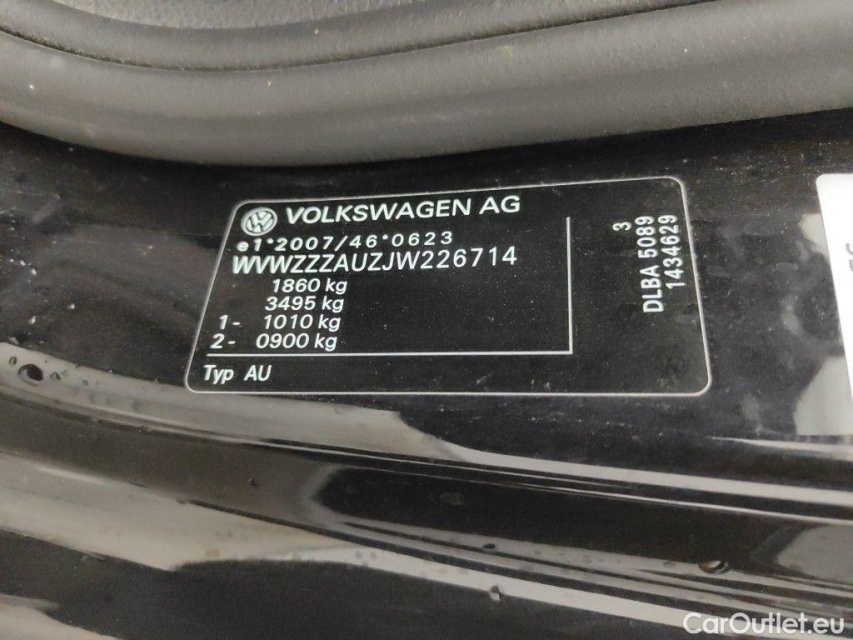 VOLKSWAGEN AG
e1*2007/46*0623
WVWZZZAUZJW226714
1860 kg
3495 kg
1- 1010 kg
2- 0900 kg
Typ AU
3
DLBA 5089
1434629
CarOutlet.eu